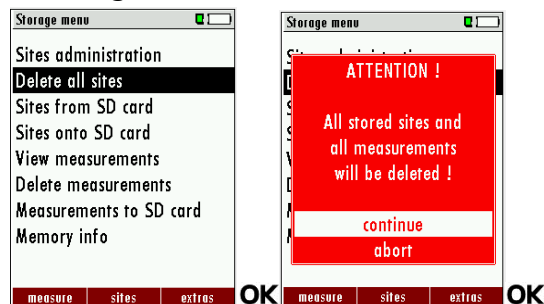 Storage menu
Sites administration
Delete all sites
Sites from SD card
Sites onto SD card
View measurements
Delete measurements
Measurements to SD card
Memory info
measure sites extras
OK
Storage menu
ATTENTION !
All stored sites and
all measurements
will be deleted !
continue
abort
measure sites extras
OK